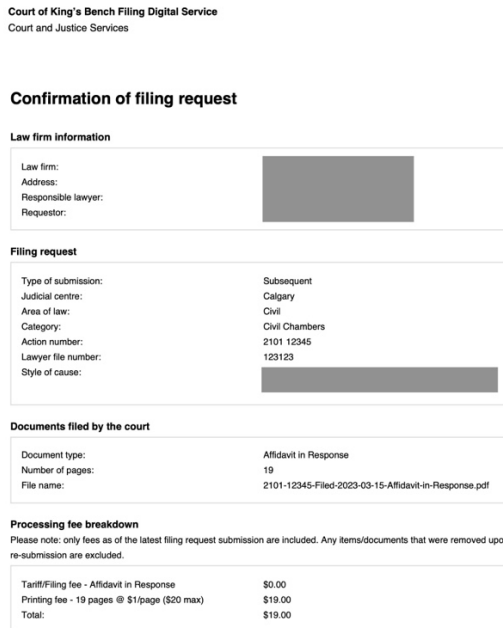 Court of King's Bench Filing Digital Service
Court and Justice Services
Confirmation of filing request
Law firm information
Law firm:
Address:
Responsible lawyer:
Requestor:
Filing request
Type of submission: Subsequent
Judicial centre: Calgary
Area of law: Civil
Category: Civil Chambers
Action number: 2101 12345
Lawyer file number: 123123
Style of cause:
Documents filed by the court
Document type: Affidavit in Response
Number of pages: 19
File name: 2101-12345-Filed-2023-03-15-Affidavit-in-Response.pdf
Processing fee breakdown
Please note: only fees as of the latest filing request submission are included. Any items/documents that were removed upo
re-submission are excluded.
Tariff/Filing fee - Affidavit in Response $0.00
Printing fee - 19 pages @ $1/page ($20 max) $19.00
Total: $19.00